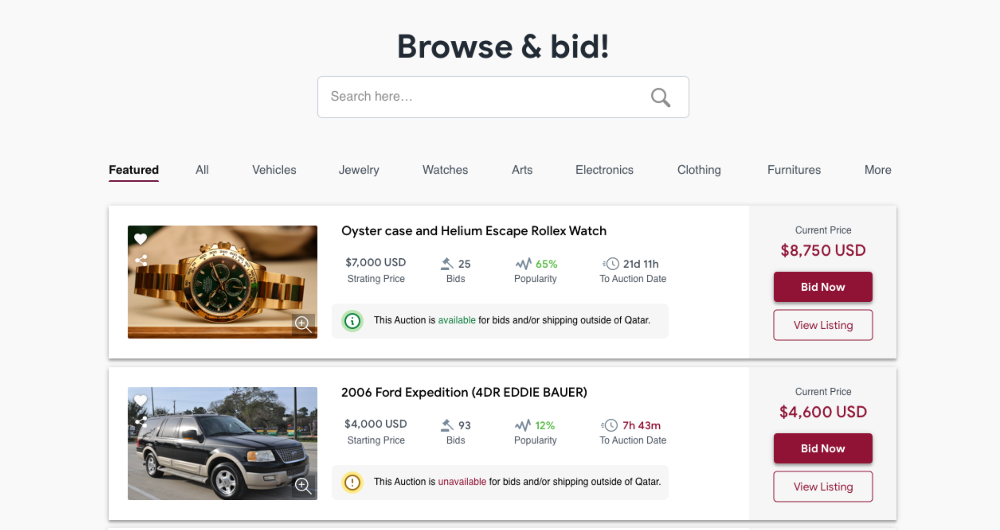 Browse & bid!
Search here...
Featured All Vehicles Jewelry Watches Arts Electronics Clothing Furnitures More
Oyster case and Helium Escape Rollex Watch
$7,000 USD
Strating Price
25
Bids
65%
Popularity
21d 11h
To Auction Date
This Auction is available for bids and/or shipping outside of Qatar.
Current Price
$8,750 USD
Bid Now
View Listing
2006 Ford Expedition (4DR EDDIE BAUER)
$4,000 USD
Starting Price
93
Bids
12%
Popularity
7h 43m
To Auction Date
This Auction is unavailable for bids and/or shipping outside of Qatar.
Current Price
$4,600 USD
Bid Now
View Listing